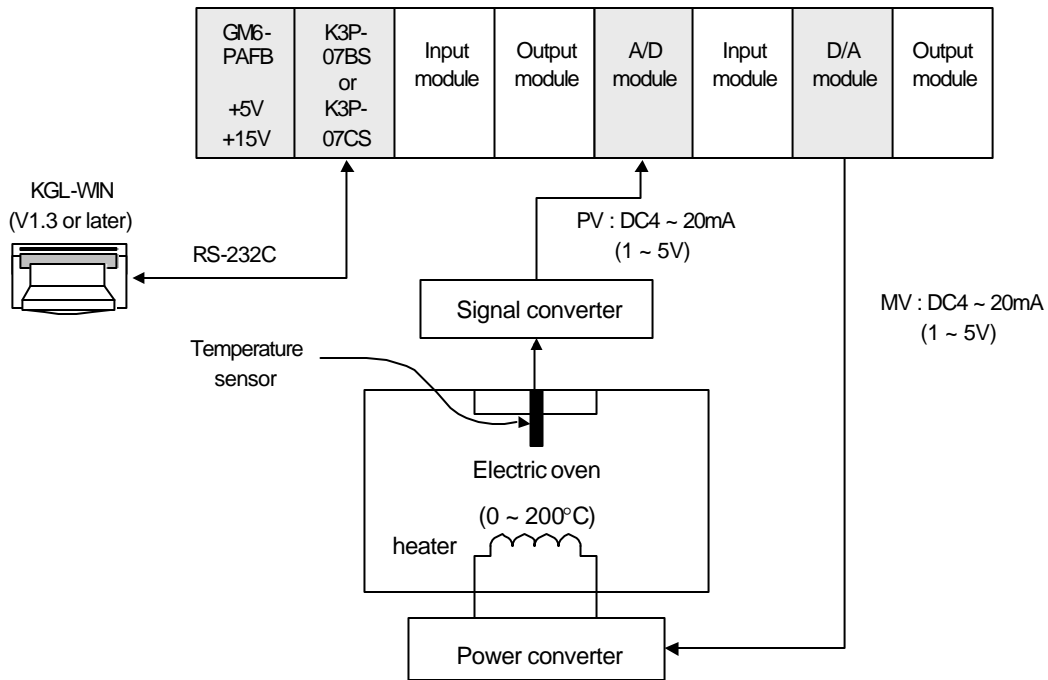 GM6-
PAFB
+5V
+15V
K3P-
07BS
or
K3P-
07CS
Input
module
Output
module
A/D
module
Input
module
D/A
module
Output
module
KGL-WIN
(V1.3 or later)
RS-232C
PV : DC4 ~ 20mA
(1 ~ 5V)
Signal converter
MV : DC4 ~ 20mA
(1 ~ 5V)
Temperature
sensor
Electric oven
(0 ~ 200°C)
heater
Power converter